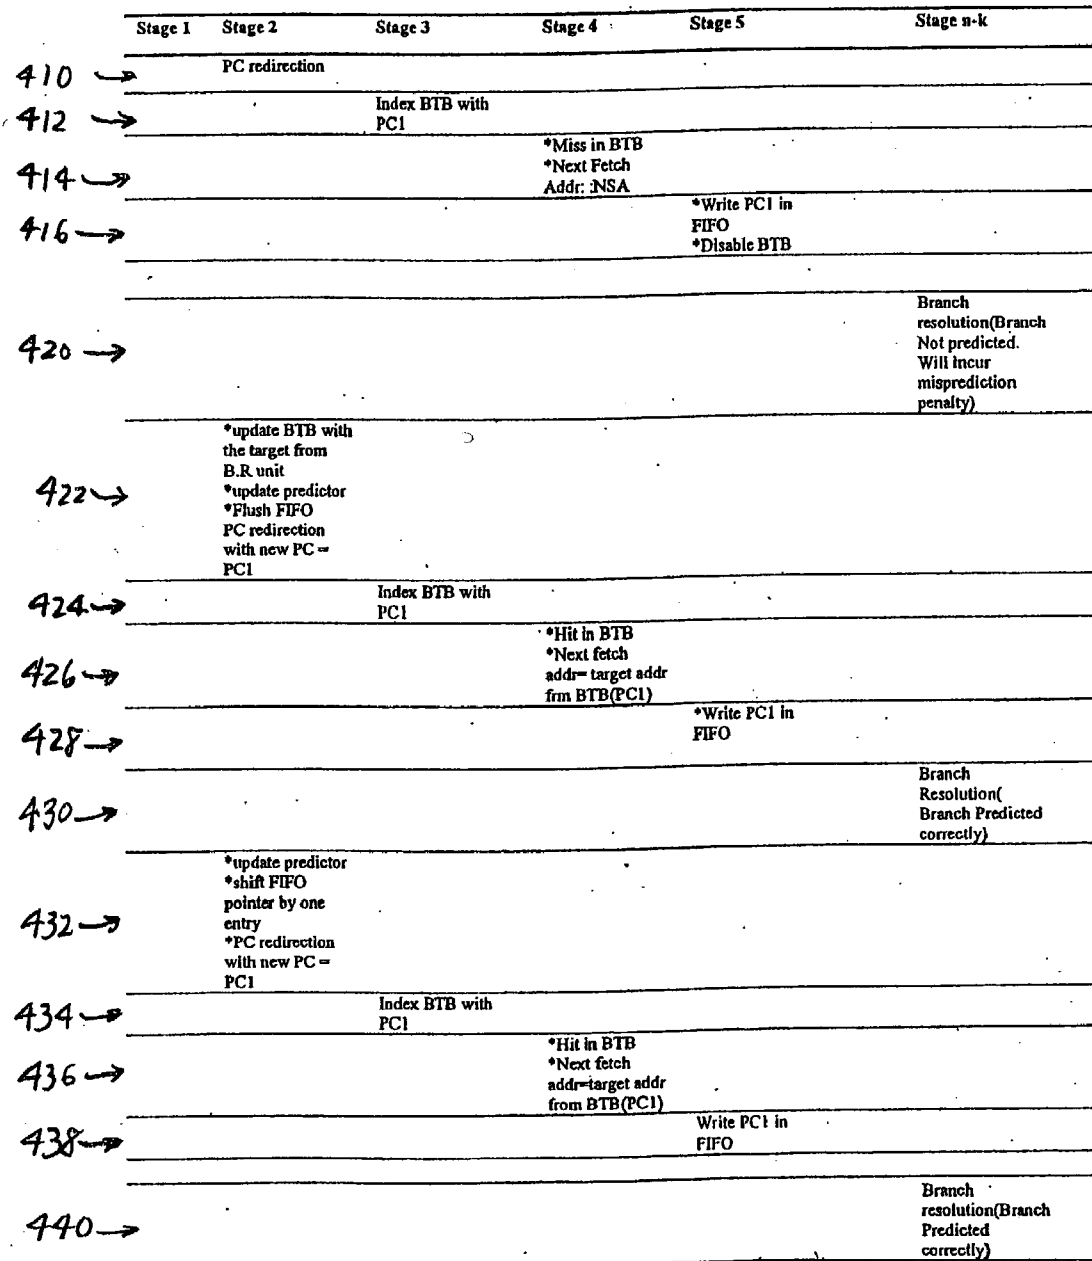 Stage 1 Stage 2 Stage 3 Stage 4 Stage 5 Stage n-k
410 PC redirection
412 Index BTB with
PC1
414 *Miss in BTB
*Next Fetch
Addr: :NSA
416 *Write PC1 in
FIFO
*Disable BTB
420 Branch
resolution(Branch
Not predicted.
Will incur
misprediction
penalty)
422 *update BTB with
the target from
B.R unit
*update predictor
*Flush FIFO
PC redirection
with new PC =
PC1
424 Index BTB with
PC1
426 *Hit in BTB
*Next fetch
addr= target addr
frm BTB(PC1)
428 *Write PC1 in
FIFO
430 Branch
Resolution(
Branch Predicted
correctly)
432 *update predictor
*shift FIFO
pointer by one
entry
*PC redirection
with new PC =
PC1
434 Index BTB with
PC1
436 *Hit in BTB
*Next fetch
addr=target addr
from BTB(PC1)
438 Write PC1 in
FIFO
440 Branch
resolution(Branch
Predicted
correctly)